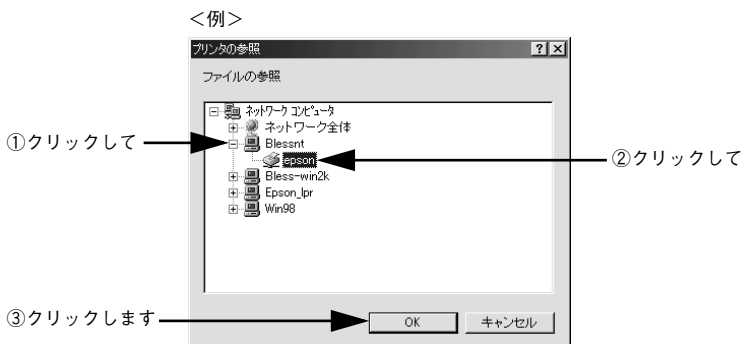 ＜例＞
プリンタの参照
ファイルの参照
ネットワーク コンピュータ
ネットワーク全体
①クリックして
Blessnt
epson
②クリックして
Bless-win2k
Epson_lpr
Win98
③クリックします
OK
キャンセル